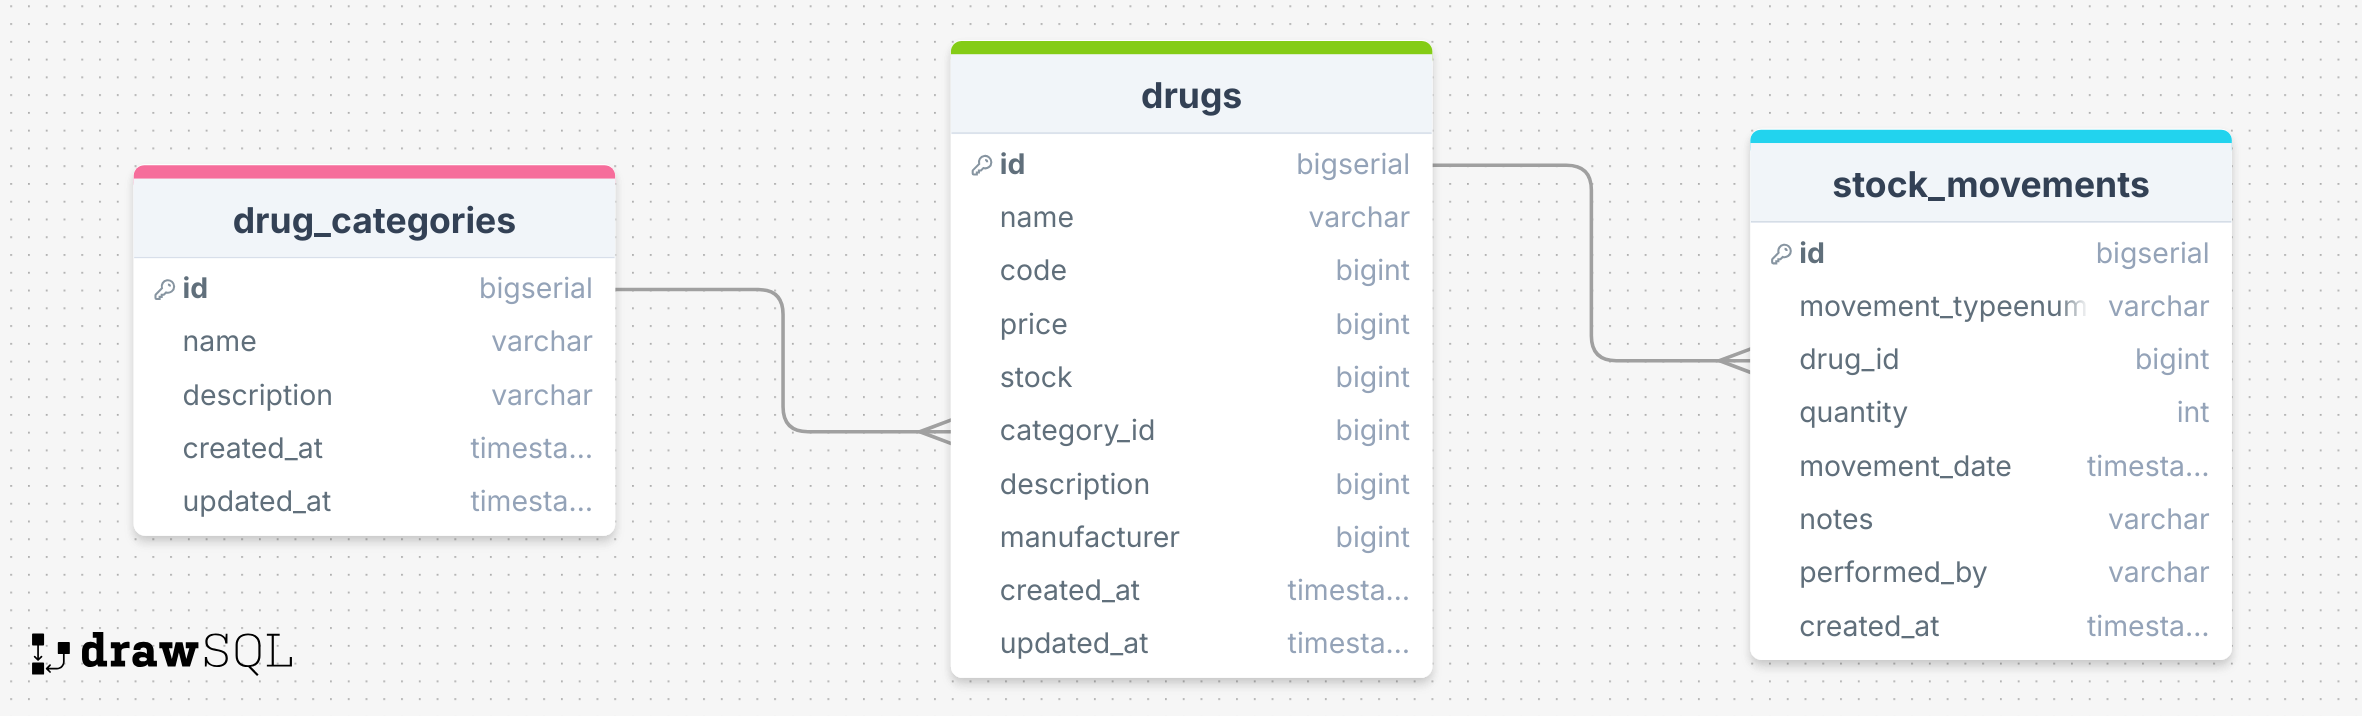 drug_categories
id bigserial
name varchar
description varchar
created_at timesta...
updated_at timesta...
drugs
id bigserial
name varchar
code bigint
price bigint
stock bigint
category_id bigint
description bigint
manufacturer bigint
created_at timesta...
updated_at timesta...
stock_movements
id bigserial
movement_typeenum varchar
drug_id bigint
quantity int
movement_date timesta...
notes varchar
performed_by varchar
created_at timesta...
drawSQL